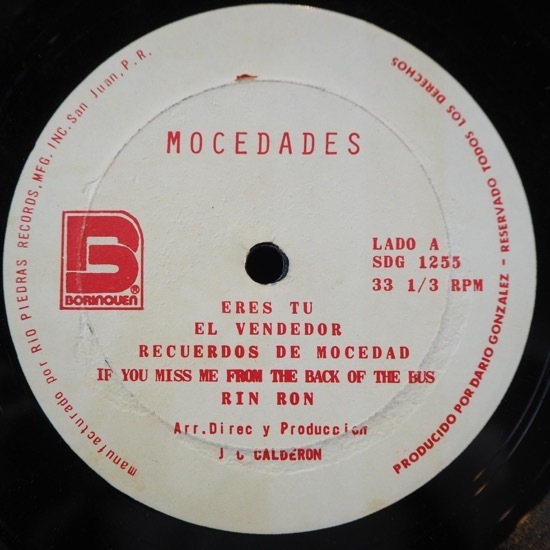 MOCEDADES
BORINQUEN
®
LADO A
SDG 1255
33 1/3 RPM
ERES TU
EL VENDEDOR
RECUERDOS DE MOCEDAD
IF YOU MISS ME FROM THE BACK OF THE BUS
RIN RON
Arr.Direc y Produccion
J C CALDERON
manufacturado por RIO PIEDRAS RECORDS, MFG. INC. San Juan, P.R.
PRODUCIDO POR DARIO GONZALEZ - RESERVADO TODOS LOS DERECHOS